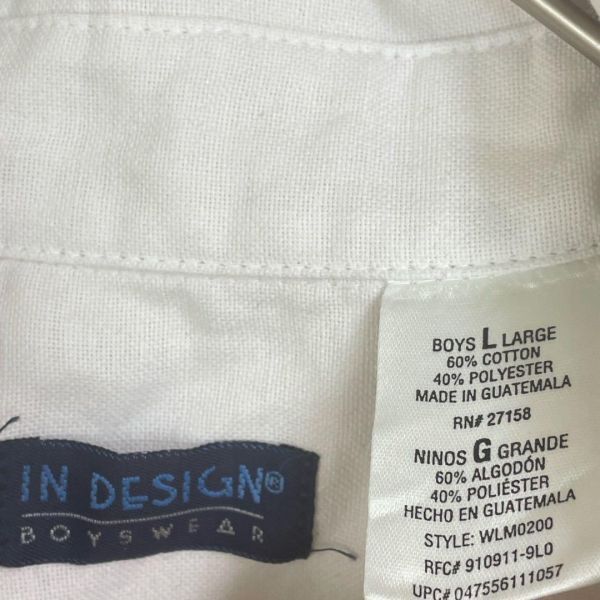 IN DESIGN®
BOYSWEAR
BOYS L LARGE
60% COTTON
40% POLYESTER
MADE IN GUATEMALA
RN# 27158
NINOS G GRANDE
60% ALGODÓN
40% POLIÉSTER
HECHO EN GUATEMALA
STYLE: WLM0200
RFC# 910911-9L0
UPC# 047556111057